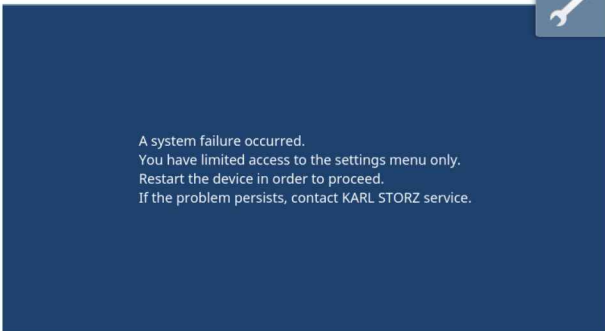 A system failure occurred.
You have limited access to the settings menu only.
Restart the device in order to proceed.
If the problem persists, contact KARL STORZ service.